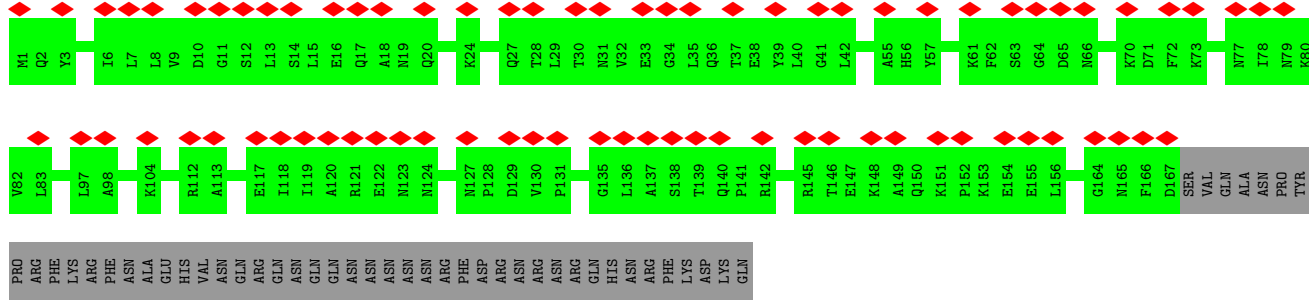 M1 Q2 Y3 I6 L7 L8 V9 D10 G11 S12 L13 S14 L15 E16 Q17 A18 N19 Q20 K24 Q27 T28 L29 T30 N31 V32 E33 G34 L35 Q36 T37 E38 Y39 L40 G41 L42 A55 H56 Y57 K61 F62 S63 G64 D65 N66 K70 D71 F72 K73 N77 I78 N79 K80
V82 L83 L97 A98 K104 R112 A113 E117 I118 I119 A120 R121 E122 N123 N124 N127 P128 D129 V130 P131 G135 L136 A137 S138 T139 Q140 P141 R142 R145 T146 E147 K148 A149 Q150 K151 P152 K153 E154 E155 L156 G164 N165 F166 D167 SER VAL GLN ALA ASN PRO TYR
PRO ARG PHE LYS ARG PHE ASN ALA GLU HIS VAL ASN GLN ARG GLN ASN GLN GLN ASN ASN ASN ASN ASN ARG PHE ASP ARG ASN ARG ASN ARG GLN HIS ASN ARG PHE LYS ASP LYS GLN